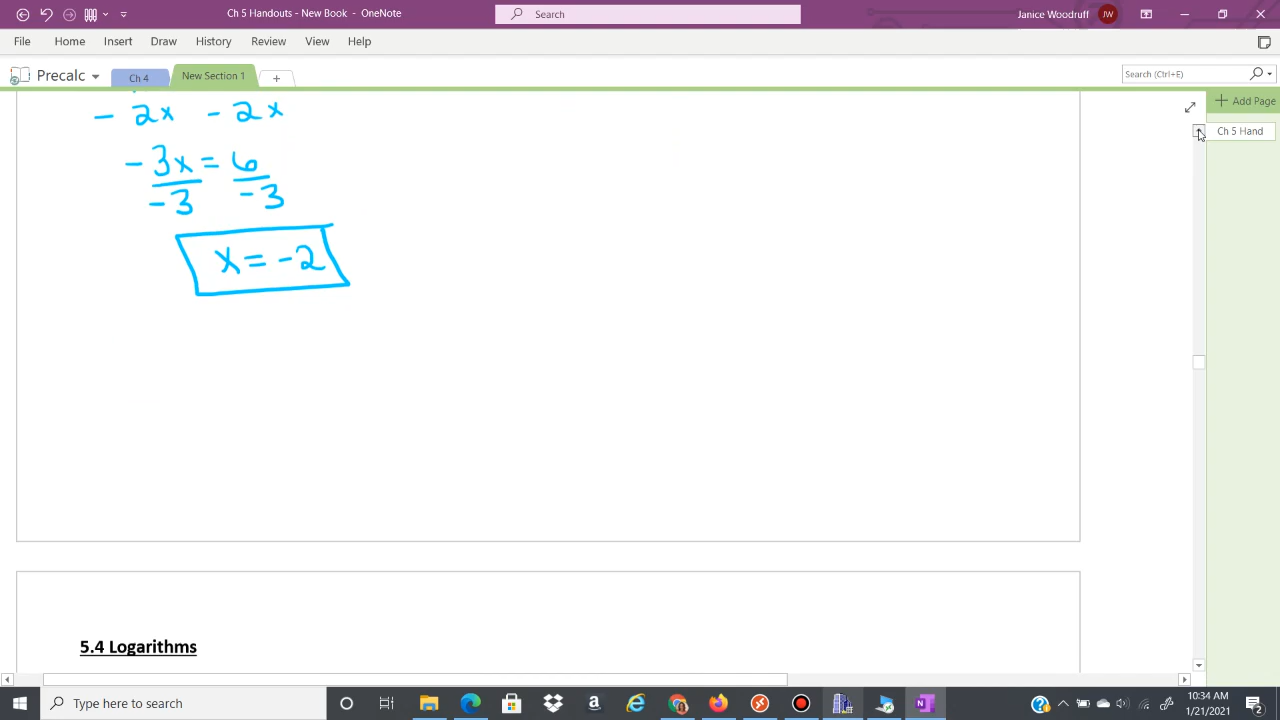 Ch 5 Handouts - New Book - OneNote
Search
Janice Woodruff
JW
File Home Insert Draw History Review View Help
Precalc
Ch 4
New Section 1
+
Search (Ctrl+E)
+ Add Page
Ch 5 Hand
- 2x - 2x
- 3x = 6
-3 -3
x = -2
5.4 Logarithms
Type here to search
10:34 AM
1/21/2021
2